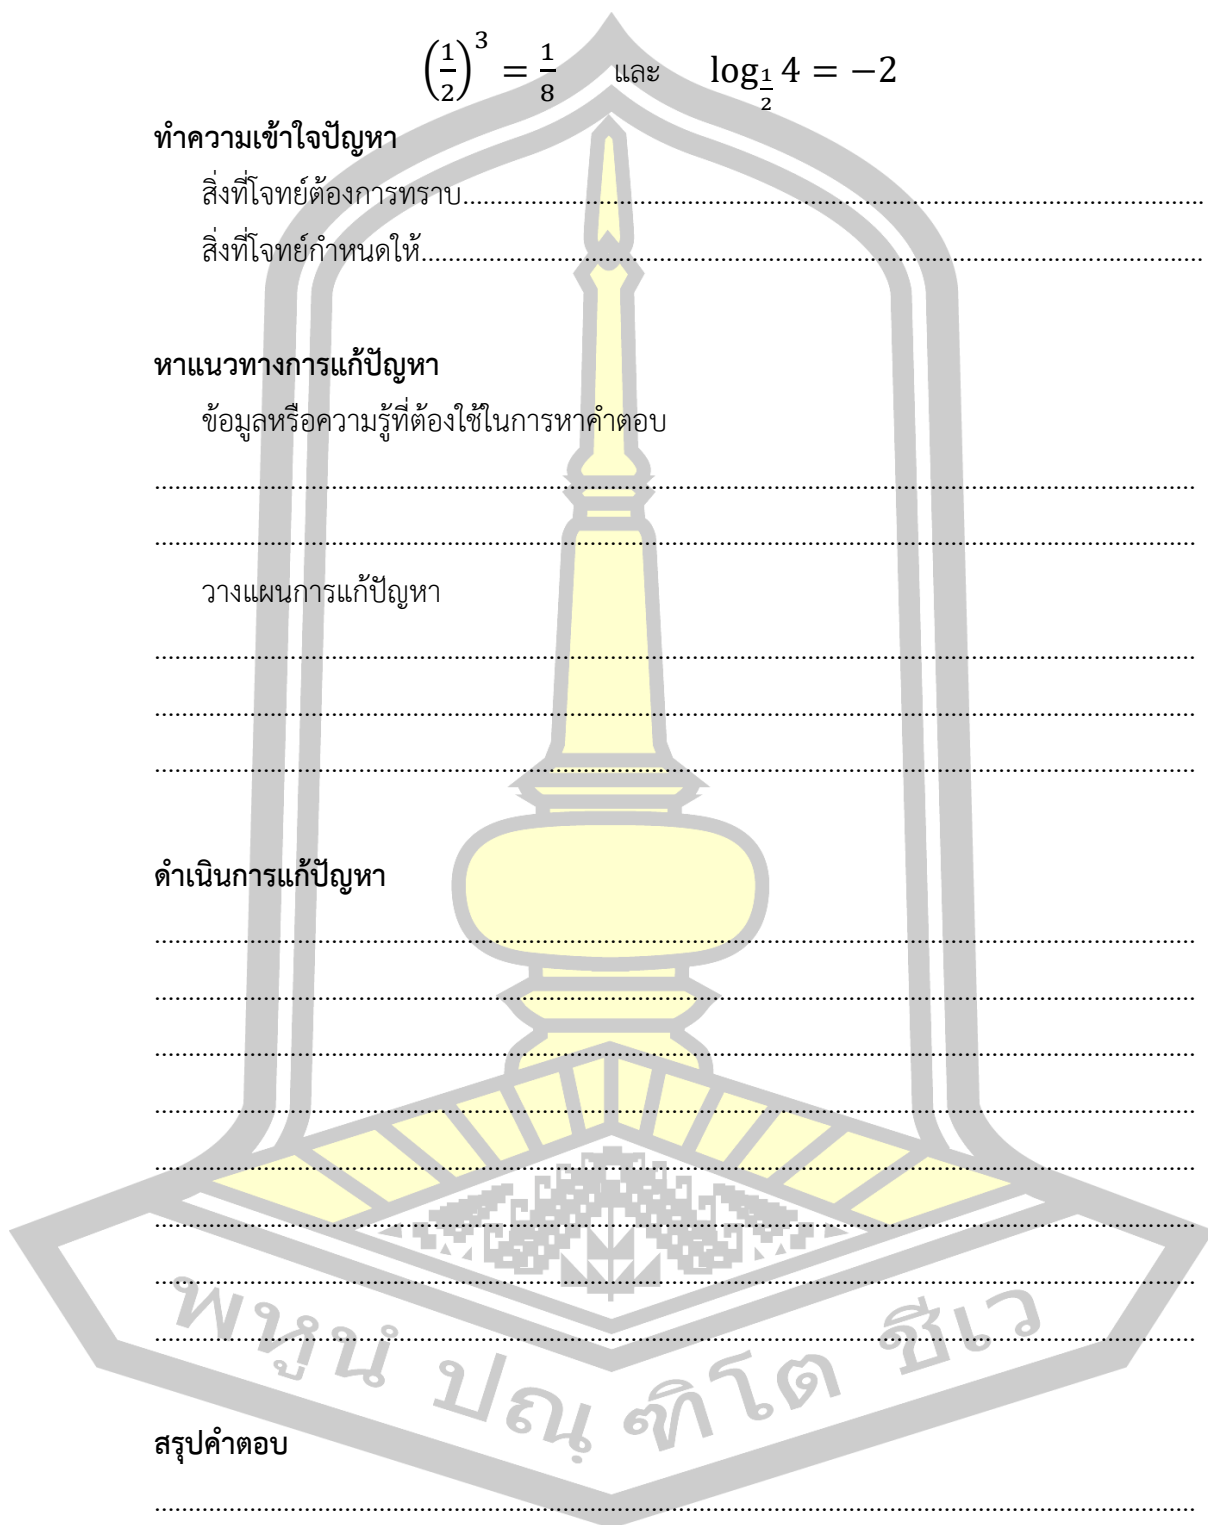 (1/2)³ = 1/8 และ log_{1/2} 4 = −2
ทำความเข้าใจปัญหา
สิ่งที่โจทย์ต้องการทราบ..............................................................................................................
สิ่งที่โจทย์กำหนดให้....................................................................................................................
หาแนวทางการแก้ปัญหา
ข้อมูลหรือความรู้ที่ต้องใช้ในการหาคำตอบ
..........................................................................................................................................................
..........................................................................................................................................................
วางแผนการแก้ปัญหา
..........................................................................................................................................................
..........................................................................................................................................................
..........................................................................................................................................................
ดำเนินการแก้ปัญหา
..........................................................................................................................................................
..........................................................................................................................................................
..........................................................................................................................................................
..........................................................................................................................................................
..........................................................................................................................................................
..........................................................................................................................................................
..........................................................................................................................................................
..........................................................................................................................................................
พหูนํ ปณฺฑิโต ชีเว
สรุปคำตอบ
..........................................................................................................................................................